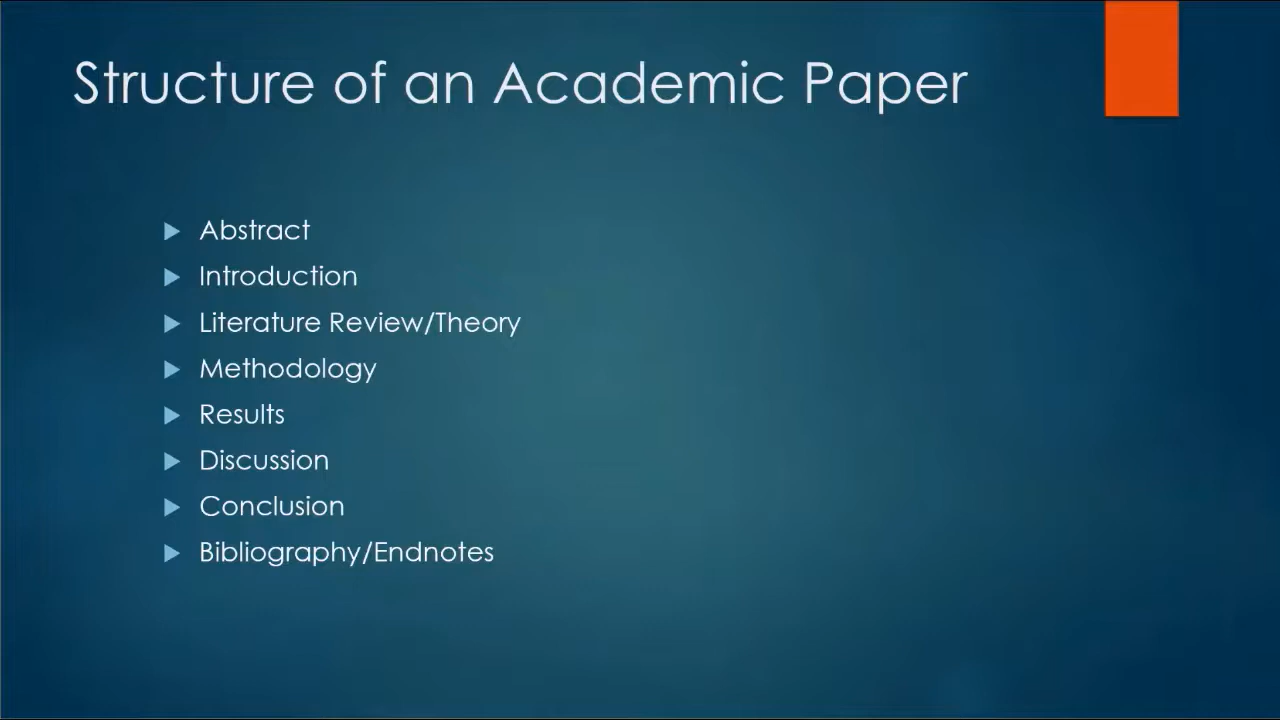 Structure of an Academic Paper
Abstract
Introduction
Literature Review/Theory
Methodology
Results
Discussion
Conclusion
Bibliography/Endnotes